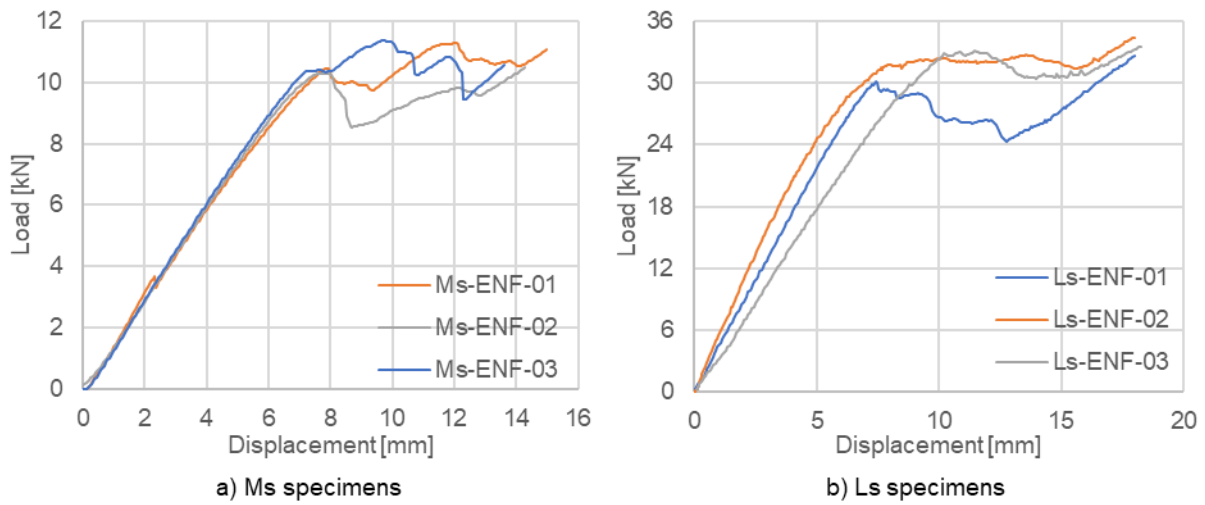 12
10
8
6
4
2
0
Load [kN]
0 2 4 6 8 10 12 14 16
Displacement [mm]
Ms-ENF-01
Ms-ENF-02
Ms-ENF-03
a) Ms specimens
36
30
24
18
12
6
0
Load [kN]
0 5 10 15 20
Displacement [mm]
Ls-ENF-01
Ls-ENF-02
Ls-ENF-03
b) Ls specimens